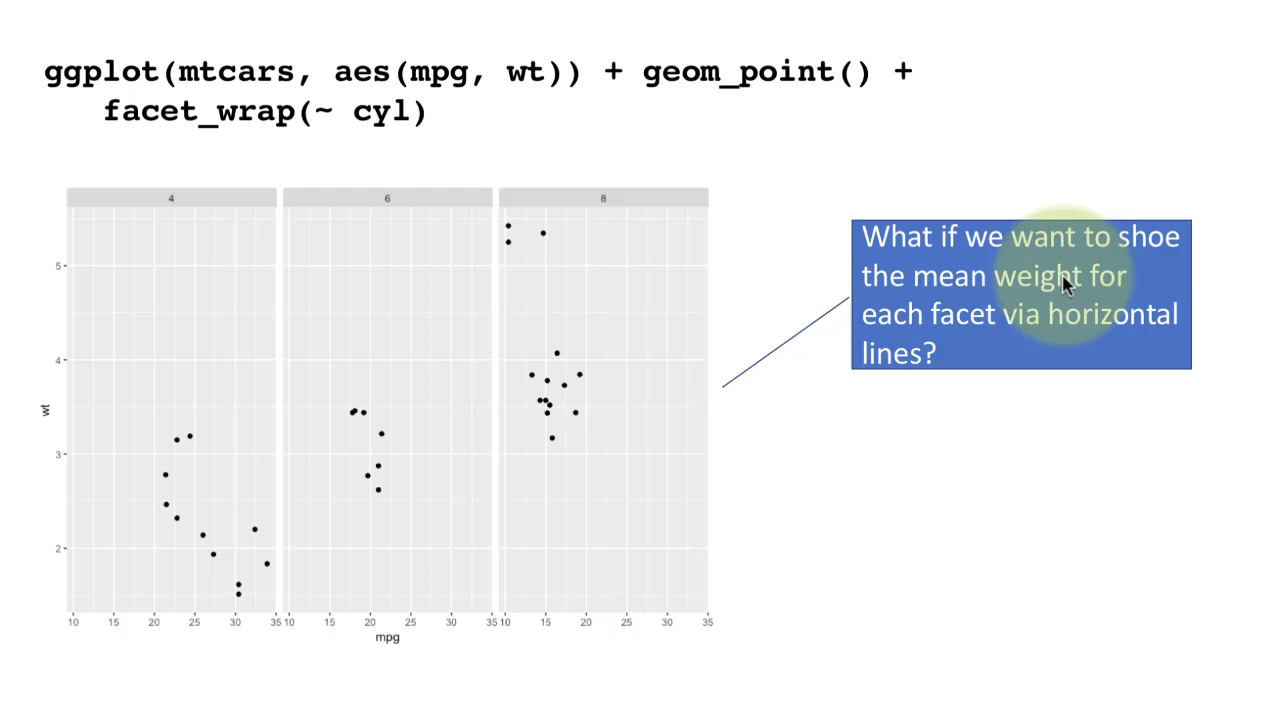 ggplot(mtcars, aes(mpg, wt)) + geom_point() +
facet_wrap(~ cyl)
4 6 8
What if we want to shoe
the mean weight for
each facet via horizontal
lines?
5
4
wt
3
2
10 15 20 25 30 35 10 15 20 25 30 35 10 15 20 25 30 35
mpg